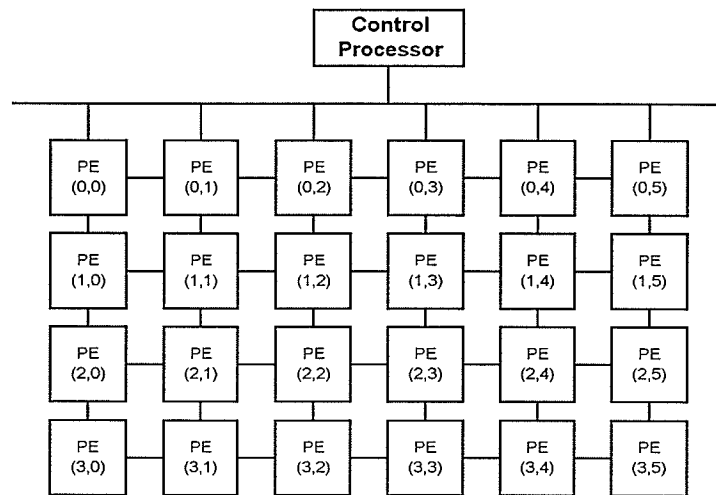 Control
Processor
PE
(0,0)
PE
(0,1)
PE
(0,2)
PE
(0,3)
PE
(0,4)
PE
(0,5)
PE
(1,0)
PE
(1,1)
PE
(1,2)
PE
(1,3)
PE
(1,4)
PE
(1,5)
PE
(2,0)
PE
(2,1)
PE
(2,2)
PE
(2,3)
PE
(2,4)
PE
(2,5)
PE
(3,0)
PE
(3,1)
PE
(3,2)
PE
(3,3)
PE
(3,4)
PE
(3,5)